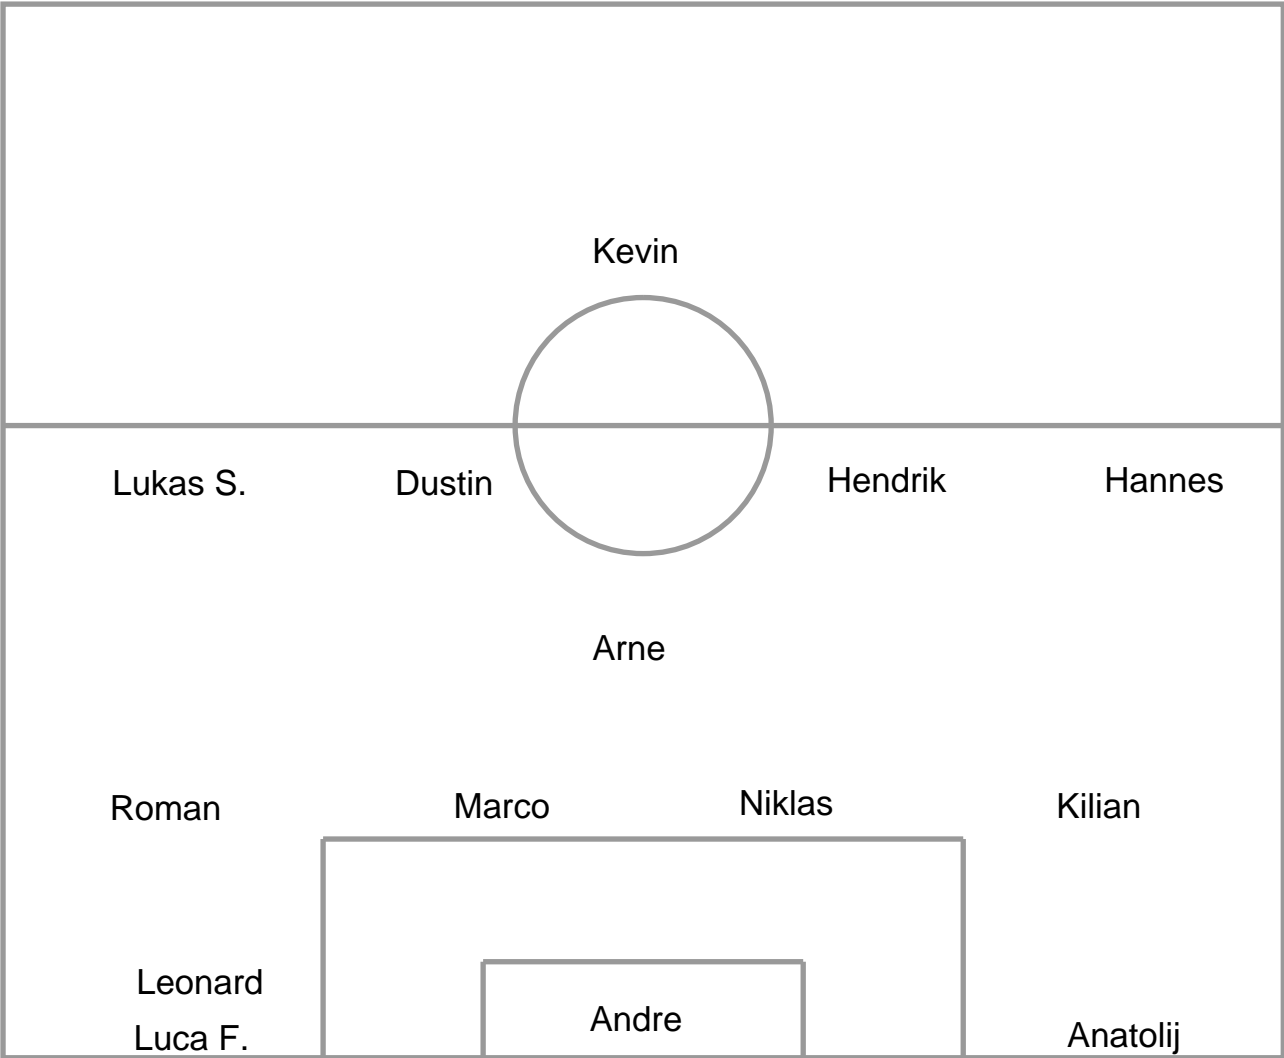 Kevin
Lukas S.
Dustin
Hendrik
Hannes
Arne
Roman
Marco
Niklas
Kilian
Leonard
Luca F.
Andre
Anatolij